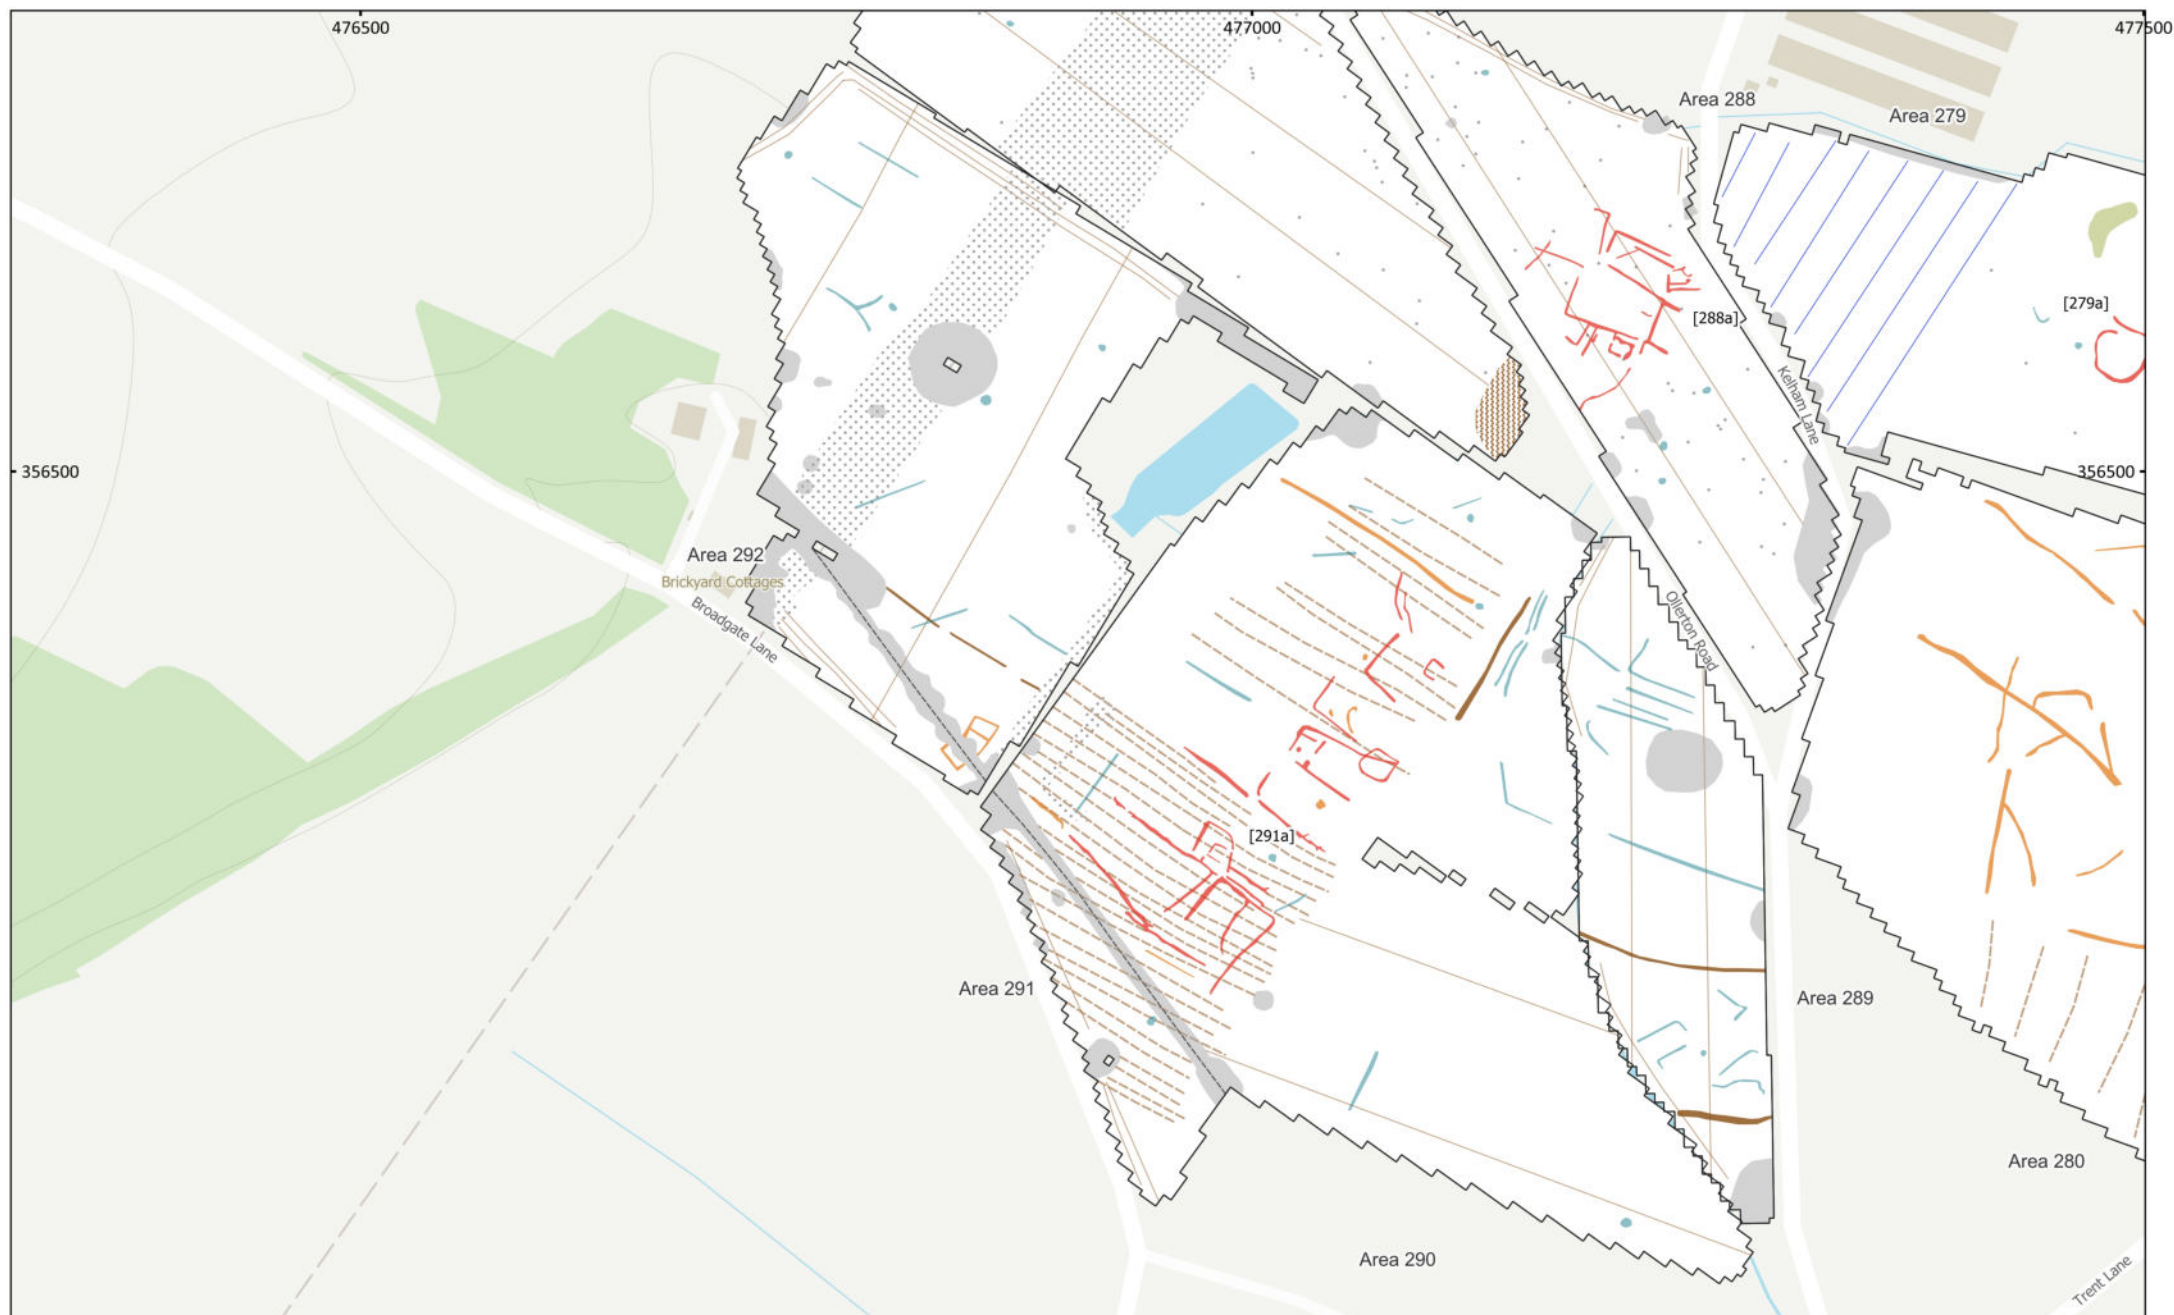 476500
477000
477500
Area 288
Area 279
[279a]
[288a]
Kelham Lane
356500
356500
Area 292
Brickyard Cottages
Broadgate Lane
Ollerton Road
[291a]
Area 291
Area 289
Area 280
Area 290
Trent Lane